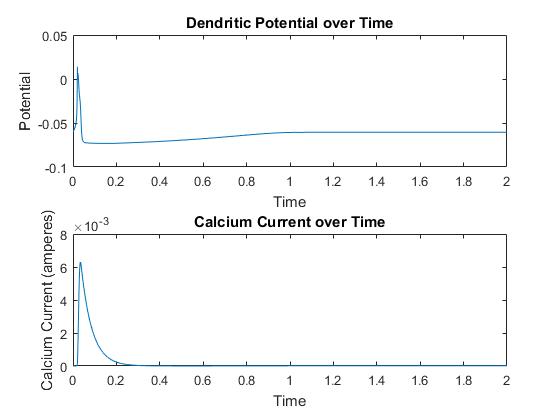 Dendritic Potential over Time
0.05
0
-0.05
-0.1
Potential
0 0.2 0.4 0.6 0.8 1 1.2 1.4 1.6 1.8 2
Time
Calcium Current over Time
×10⁻³
8
6
4
2
0
Calcium Current (amperes)
0 0.2 0.4 0.6 0.8 1 1.2 1.4 1.6 1.8 2
Time